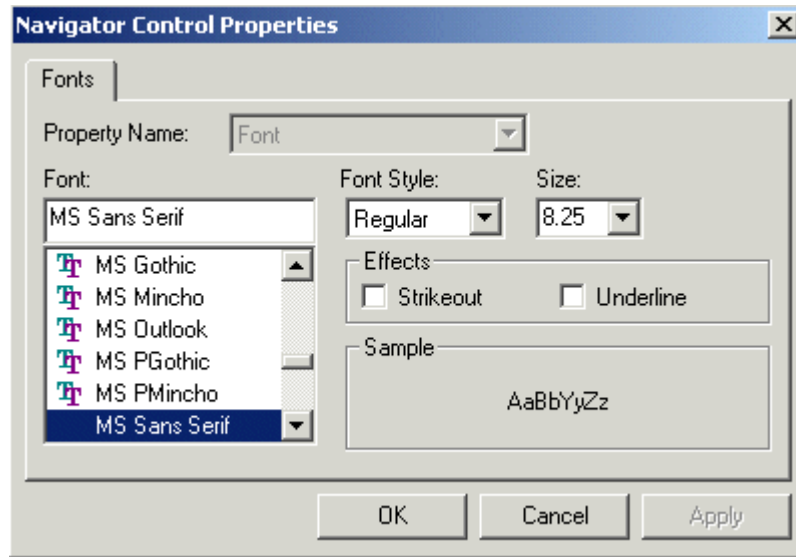 Navigator Control Properties
Fonts
Property Name: Font
Font: Font Style: Size:
MS Sans Serif Regular 8.25
MS Gothic
MS Mincho
MS Outlook
MS PGothic
MS PMincho
MS Sans Serif
Effects
Strikeout Underline
Sample
AaBbYyZz
OK Cancel Apply